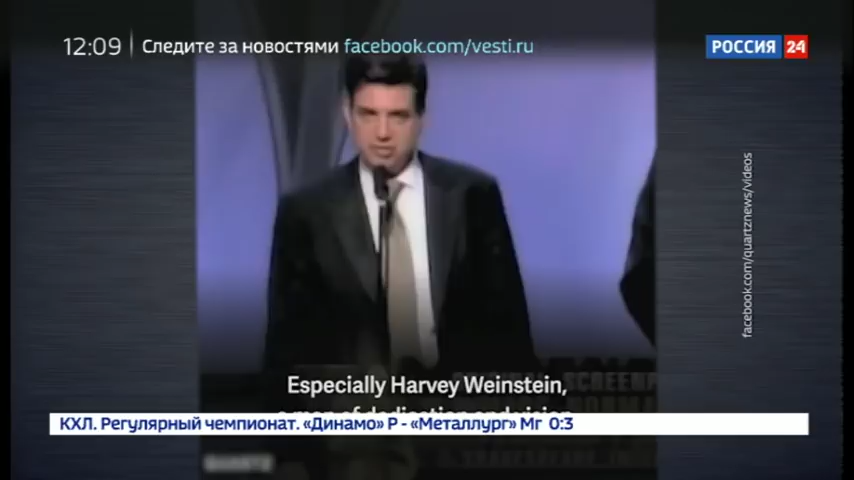 12:09 Следите за новостями facebook.com/vesti.ru
РОССИЯ 24
facebook.com/quartznews/videos
Especially Harvey Weinstein,
КХЛ. Регулярный чемпионат. «Динамо» Р - «Металлург» Мг 0:3